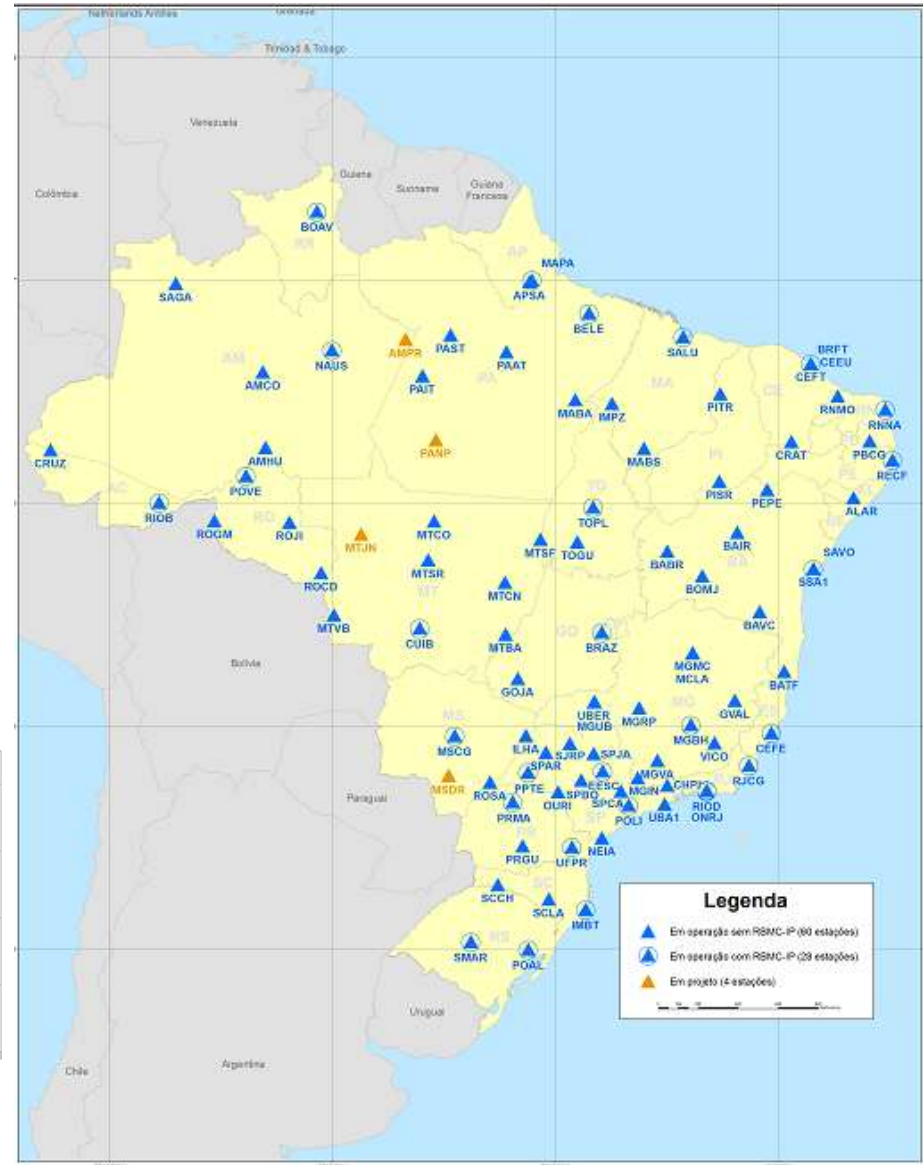 Netherlands Antilles
Grenada
Trinidad & Tobago
Venezuela
Guiana
Suriname
Guiana
Francesa
Colômbia
BOAV
RR
AP
MAPA
APSA
SAGA
BELE
AMPR
PAST
SALU
BRFT
CEEU
CEFT
NAUS
PAAT
AM
PA
AMCO
PAIT
MA
CE
MABA
IMPZ
PITR
RNMO
RNNA
CRUZ
AMHU
PANP
MABS
PI
CRAT
PBCG
RECF
POVE
AC
TO
PISR
PEPE
PE
ALAR
RIOB
ROGM
RO
ROJI
MTJN
MTCO
TOPL
MTSF
TOGU
BAIR
BABR
BA
SAVO
SSA1
ROCD
MTSR
MT
MTCN
BOMJ
MTVB
CUIB
MTBA
GO
BRAZ
BAVC
Bolívia
MGMC
MCLA
BATF
GOJA
MS
UBER
MGUB
MGRP
MG
GVAL
ES
MSCG
ILHA
SJRP
SPJA
MGBH
VICO
CEFE
SPAR
MSDR
ROSA
PPTE
EESC
MGVA
RJCG
OURI
SPBO
SPCA
MGIN
RIOD
ONRJ
PRMA
SP
POLI
UBA1
Paraguai
PR
PRGU
UFPR
NEIA
SCCH
SC
SCLA
IMBT
RS
SMAR
POAL
Uruguai
Argentina
Chile
Legenda
Em operação sem RBMC-IP (60 estações)
Em operação com RBMC-IP (28 estações)
Em projeto (4 estações)